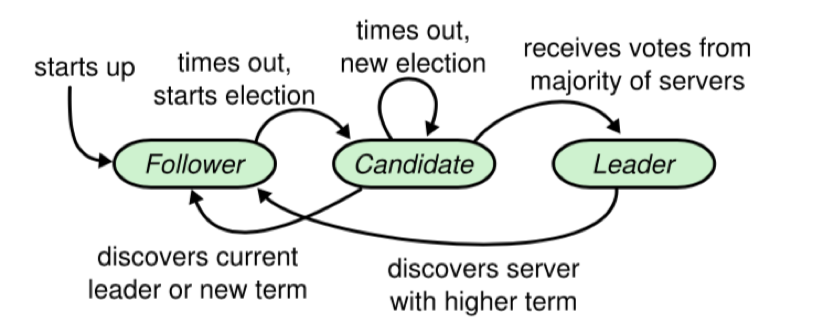 starts up
times out,
starts election
times out,
new election
receives votes from
majority of servers
Follower
Candidate
Leader
discovers current
leader or new term
discovers server
with higher term